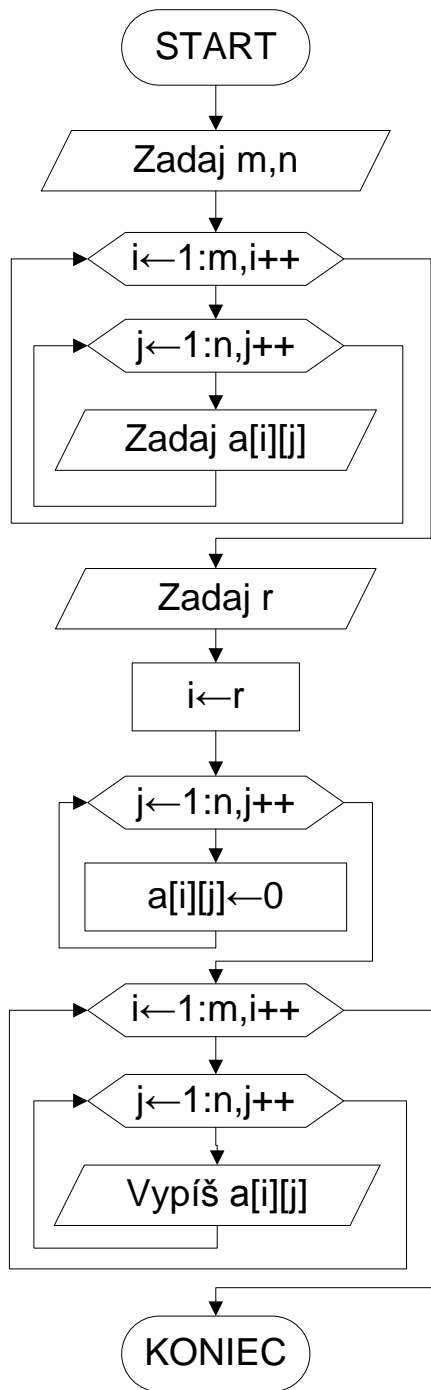 START
Zadaj m,n
i←1:m,i++
j←1:n,j++
Zadaj a[i][j]
Zadaj r
i←r
j←1:n,j++
a[i][j]←0
i←1:m,i++
j←1:n,j++
Vypíš a[i][j]
KONIEC